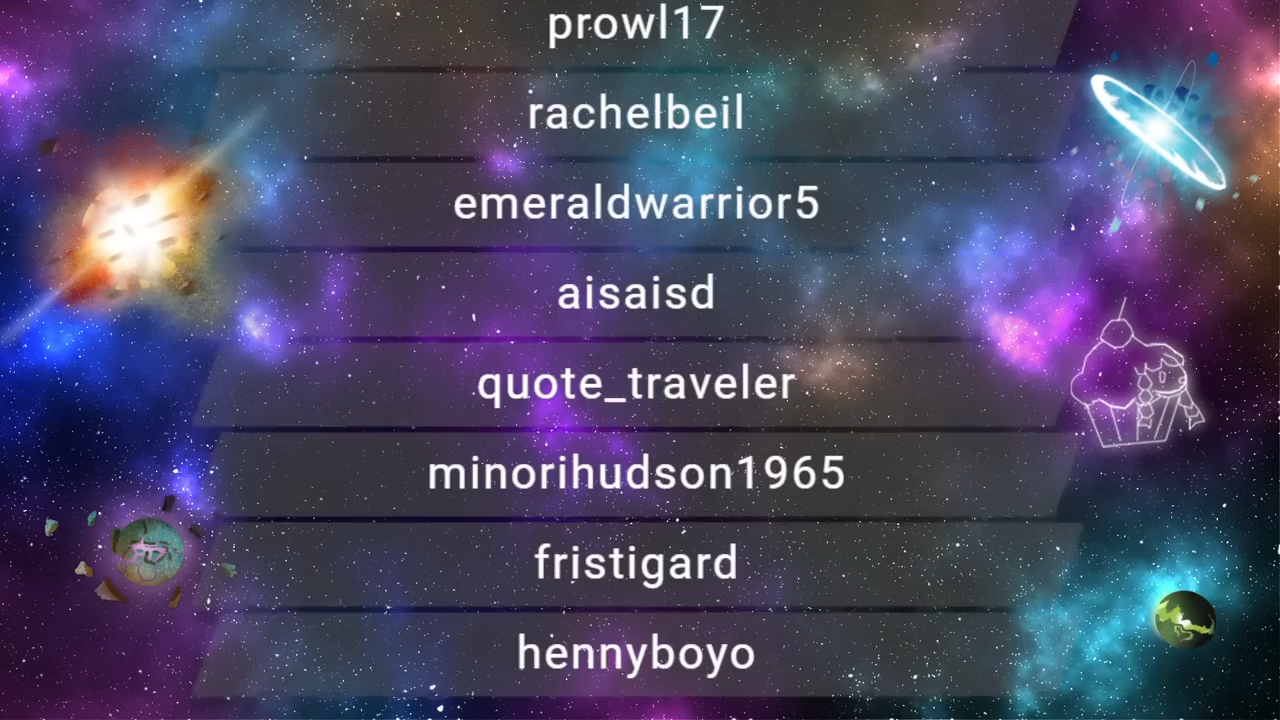 prowl17
rachelbeil
emeraldwarrior5
aisaisd
quote_traveler
minorihudson1965
fristigard
hennyboyo